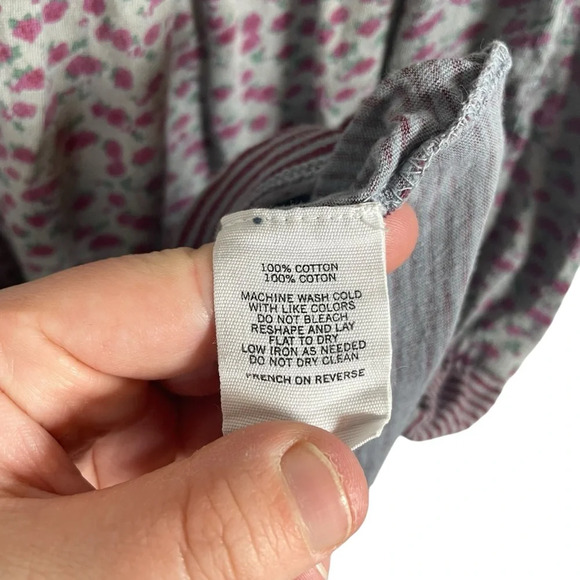 100% COTTON
100% COTON
MACHINE WASH COLD
WITH LIKE COLORS
DO NOT BLEACH
RESHAPE AND LAY
FLAT TO DRY
LOW IRON AS NEEDED
DO NOT DRY CLEAN
FRENCH ON REVERSE